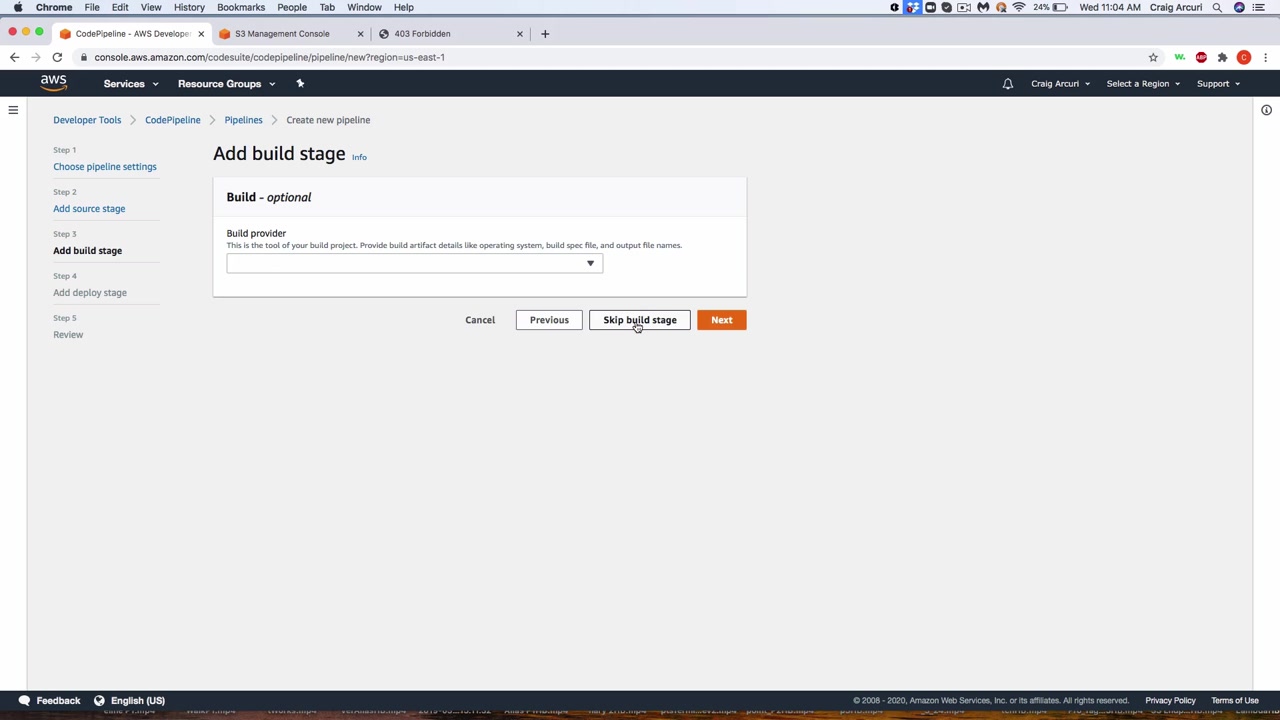 Chrome File Edit View History Bookmarks People Tab Window Help 24% Wed 11:04 AM Craig Arcuri
CodePipeline - AWS Develope S3 Management Console 403 Forbidden
console.aws.amazon.com/codesuite/codepipeline/pipeline/new?region=us-east-1
aws Services Resource Groups Craig Arcuri Select a Region Support
Developer Tools CodePipeline Pipelines Create new pipeline
Step 1
Choose pipeline settings
Step 2
Add source stage
Step 3
Add build stage
Step 4
Add deploy stage
Step 5
Review
Add build stage Info
Build - optional
Build provider
This is the tool of your build project. Provide build artifact details like operating system, build spec file, and output file names.
Cancel Previous Skip build stage Next
Feedback English (US) © 2008 - 2020, Amazon Web Services, Inc. or its affiliates. All rights reserved. Privacy Policy Terms of Use